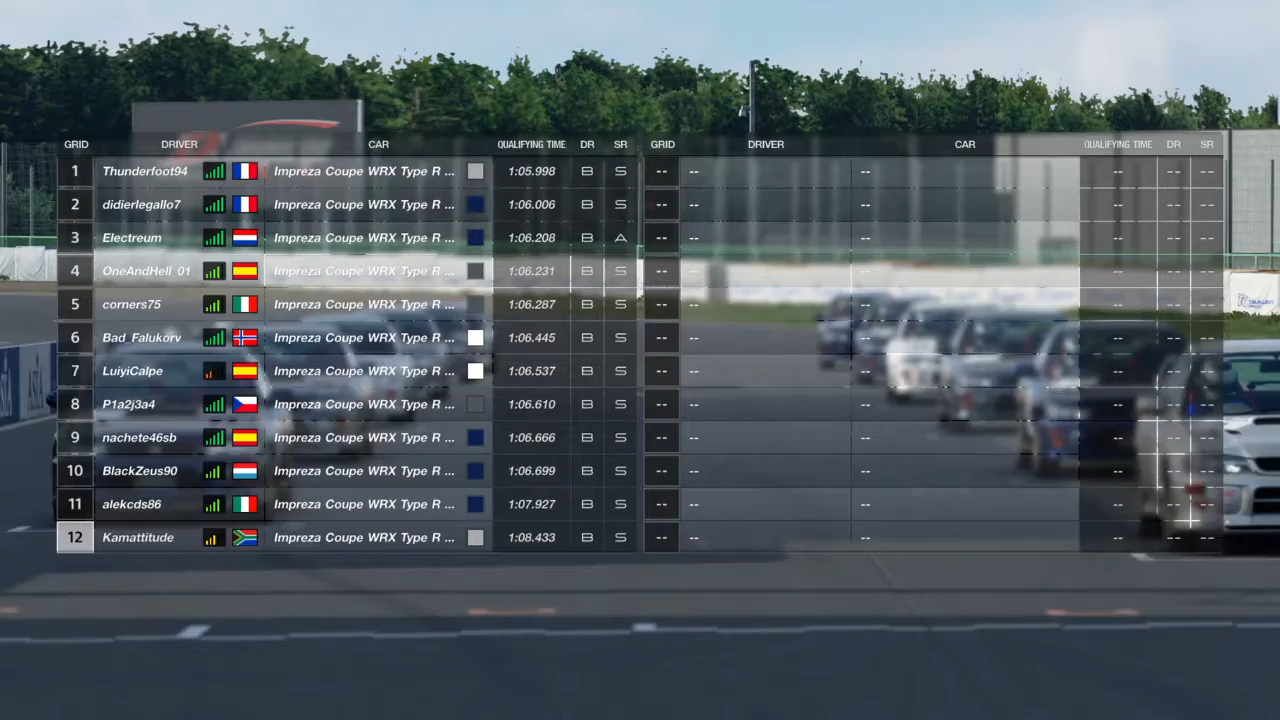 GRID DRIVER CAR QUALIFYING TIME DR SR GRID DRIVER CAR QUALIFYING TIME DR SR
1 Thunderfoot94 Impreza Coupe WRX Type R ... 1:05.998 B S -- -- -- -- -- --
2 didierlegallo7 Impreza Coupe WRX Type R ... 1:06.006 B S -- -- -- -- -- --
3 Electreum Impreza Coupe WRX Type R ... 1:06.208 B A -- -- -- -- -- --
4 OneAndHell_01 Impreza Coupe WRX Type R ... 1:06.231 B S -- -- -- -- -- --
5 corners75 Impreza Coupe WRX Type R ... 1:06.287 B S -- -- -- -- -- --
6 Bad_Falukorv Impreza Coupe WRX Type R ... 1:06.445 B S -- -- -- -- -- --
7 LuiyiCalpe Impreza Coupe WRX Type R ... 1:06.537 B S -- -- -- -- -- --
8 P1a2j3a4 Impreza Coupe WRX Type R ... 1:06.610 B S -- -- -- -- -- --
9 nachete46sb Impreza Coupe WRX Type R ... 1:06.666 B S -- -- -- -- -- --
10 BlackZeus90 Impreza Coupe WRX Type R ... 1:06.699 B S -- -- -- -- -- --
11 alekcds86 Impreza Coupe WRX Type R ... 1:07.927 B S -- -- -- -- -- --
12 Kamattitude Impreza Coupe WRX Type R ... 1:08.433 B S -- -- -- -- -- --